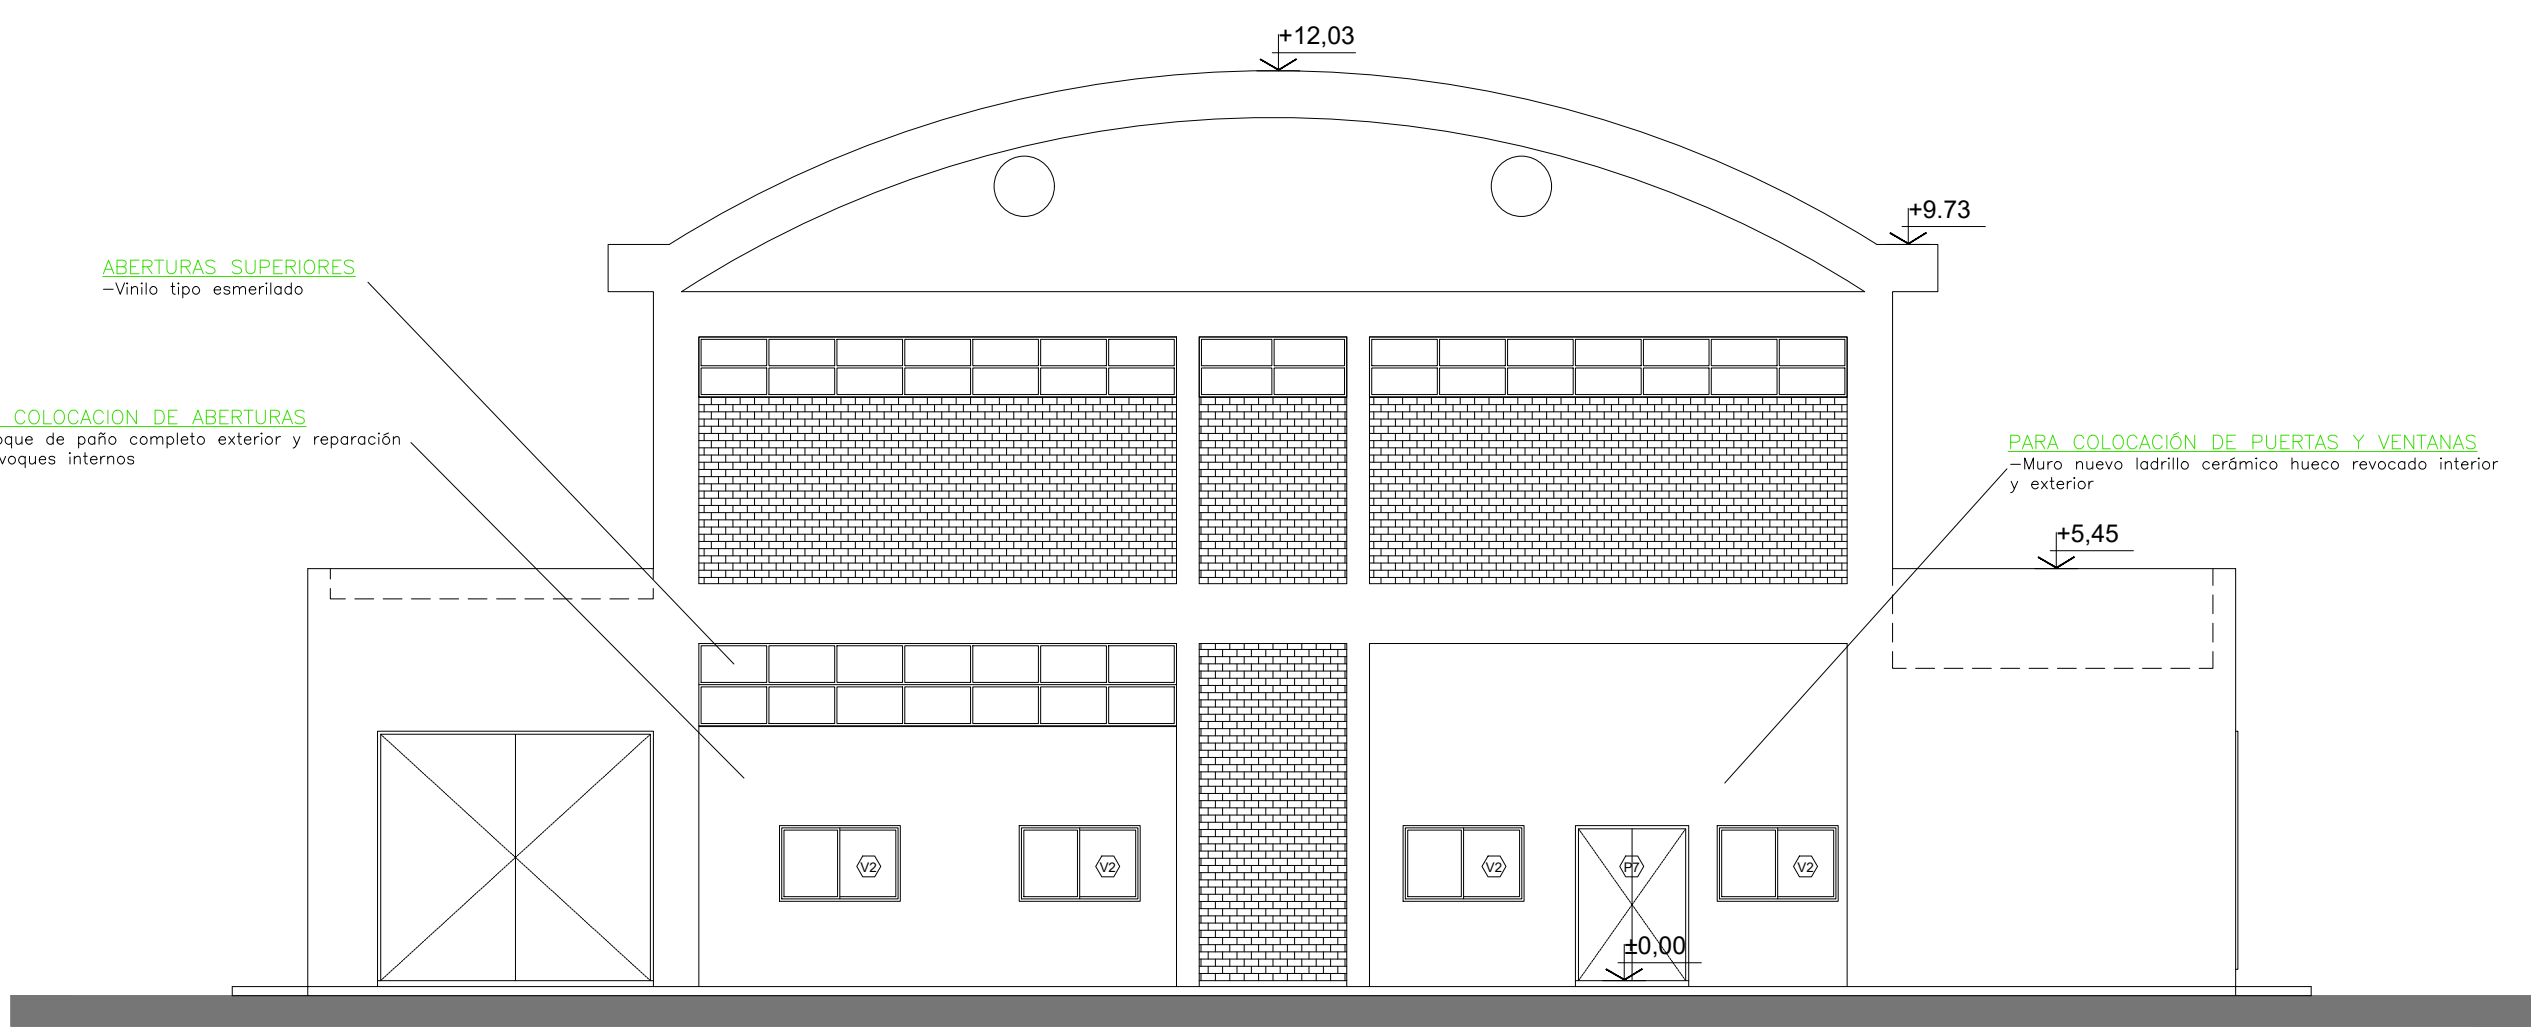 +12,03
+9.73
ABERTURAS SUPERIORES
-Vinilo tipo esmerilado
COLOCACION DE ABERTURAS
de paño completo exterior y reparación
internos
PARA COLOCACIÓN DE PUERTAS Y VENTANAS
-Muro nuevo ladrillo cerámico hueco revocado interior
y exterior
+5,45
V2
V2
V2
P7
V2
±0,00